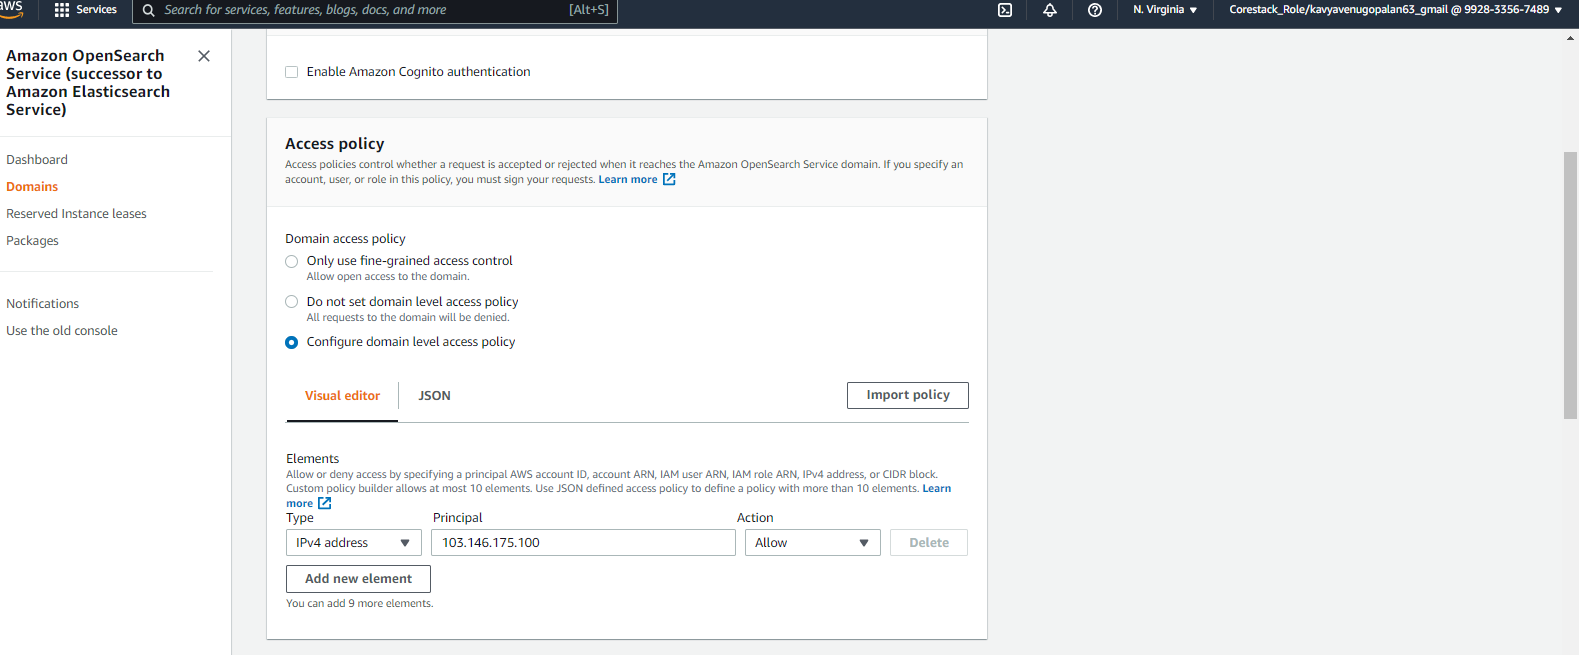 aws
Services
Search for services, features, blogs, docs, and more
[Alt+S]
N. Virginia
Corestack_Role/kavyavenugopalan63_gmail @ 9928-3356-7489
Amazon OpenSearch
Service (successor to
Amazon Elasticsearch
Service)
Dashboard
Domains
Reserved Instance leases
Packages
Notifications
Use the old console
Enable Amazon Cognito authentication
Access policy
Access policies control whether a request is accepted or rejected when it reaches the Amazon OpenSearch Service domain. If you specify an
account, user, or role in this policy, you must sign your requests. Learn more
Domain access policy
Only use fine-grained access control
Allow open access to the domain.
Do not set domain level access policy
All requests to the domain will be denied.
Configure domain level access policy
Visual editor
JSON
Import policy
Elements
Allow or deny access by specifying a principal AWS account ID, account ARN, IAM user ARN, IAM role ARN, IPv4 address, or CIDR block.
Custom policy builder allows at most 10 elements. Use JSON defined access policy to define a policy with more than 10 elements. Learn
more
Type Principal Action
IPv4 address 103.146.175.100 Allow Delete
Add new element
You can add 9 more elements.